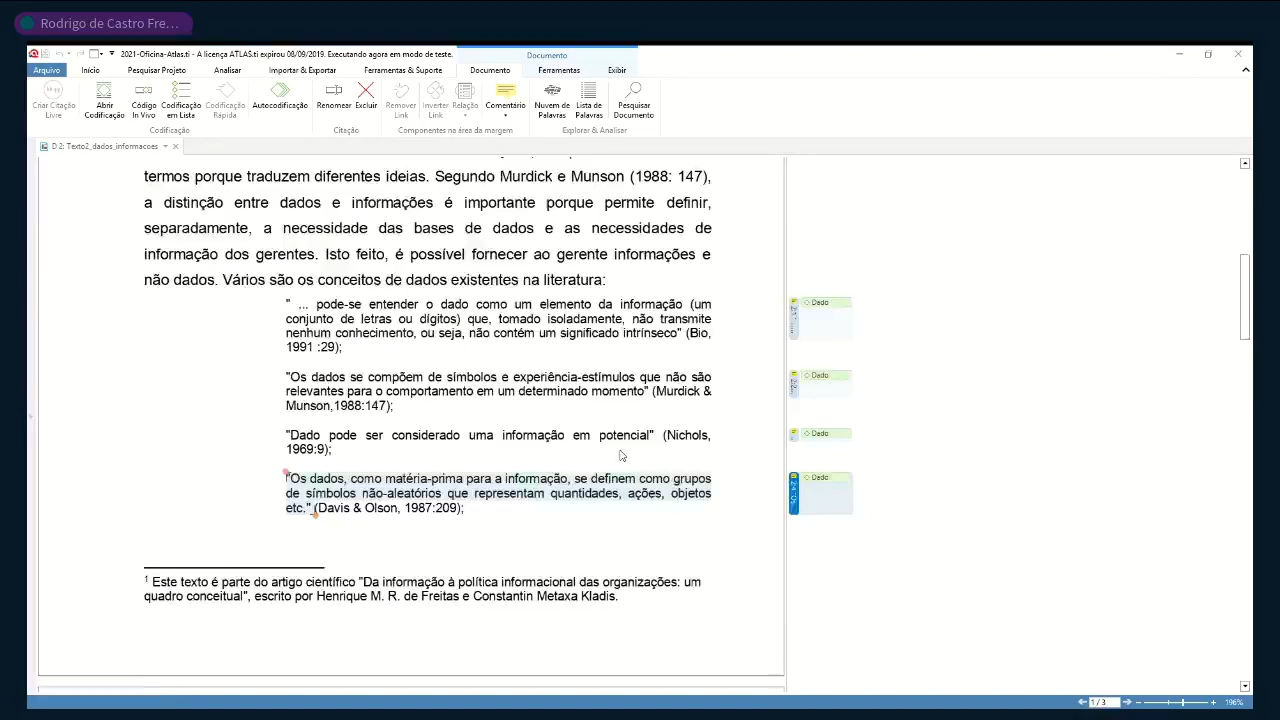 Rodrigo de Castro Fre...
2021-Oficina-Atlas.ti - A licença ATLAS.ti expirou 08/09/2019. Executando agora em modo de teste.
Documento
Arquivo Início Pesquisar Projeto Analisar Importar & Exportar Ferramentas & Suporte Documento Ferramentas Exibir
Criar Citação Livre
Abrir Codificação
Código In Vivo
Codificação em Lista
Codificação Rápida
Autocodificação
Renomear
Excluir
Remover Link
Inverter Link
Relação
Comentário
Nuvem de Palavras
Lista de Palavras
Pesquisar Documento
Codificação Citação Componentes na área da margem Explorar & Analisar
D 2: Texto2_dados_informacoes
termos porque traduzem diferentes ideias. Segundo Murdick e Munson (1988: 147),
a distinção entre dados e informações é importante porque permite definir,
separadamente, a necessidade das bases de dados e as necessidades de
informação dos gerentes. Isto feito, é possível fornecer ao gerente informações e
não dados. Vários são os conceitos de dados existentes na literatura:
" ... pode-se entender o dado como um elemento da informação (um
conjunto de letras ou dígitos) que, tomado isoladamente, não transmite
nenhum conhecimento, ou seja, não contém um significado intrínseco" (Bio,
1991 :29);
"Os dados se compõem de símbolos e experiência-estímulos que não são
relevantes para o comportamento em um determinado momento" (Murdick &
Munson,1988:147);
"Dado pode ser considerado uma informação em potencial" (Nichols,
1969:9);
"Os dados, como matéria-prima para a informação, se definem como grupos
de símbolos não-aleatórios que representam quantidades, ações, objetos
etc." (Davis & Olson, 1987:209);
1 Este texto é parte do artigo científico "Da informação à política informacional das organizações: um
quadro conceitual", escrito por Henrique M. R. de Freitas e Constantin Metaxa Kladis.
Dado
Dado
Dado
Dado
1 / 3
196%